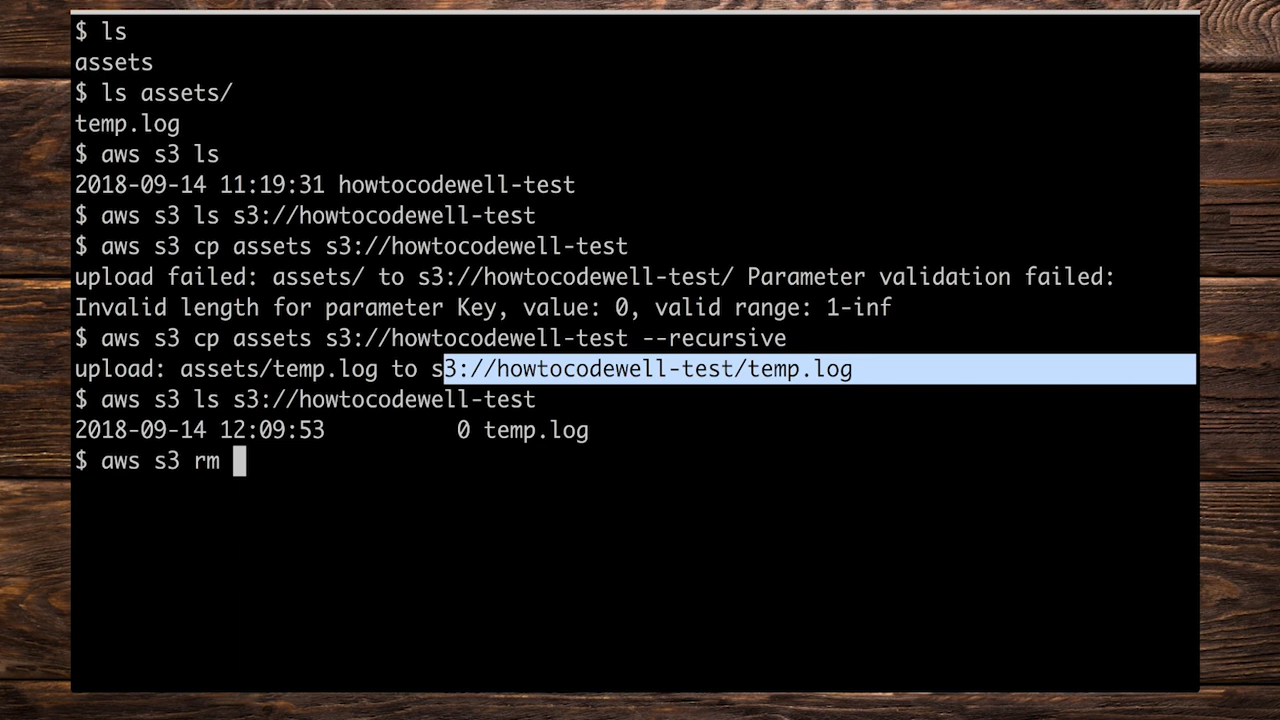 $ ls
assets
$ ls assets/
temp.log
$ aws s3 ls
2018-09-14 11:19:31 howtocodewell-test
$ aws s3 ls s3://howtocodewell-test
$ aws s3 cp assets s3://howtocodewell-test
upload failed: assets/ to s3://howtocodewell-test/ Parameter validation failed:
Invalid length for parameter Key, value: 0, valid range: 1-inf
$ aws s3 cp assets s3://howtocodewell-test --recursive
upload: assets/temp.log to s3://howtocodewell-test/temp.log
$ aws s3 ls s3://howtocodewell-test
2018-09-14 12:09:53          0 temp.log
$ aws s3 rm